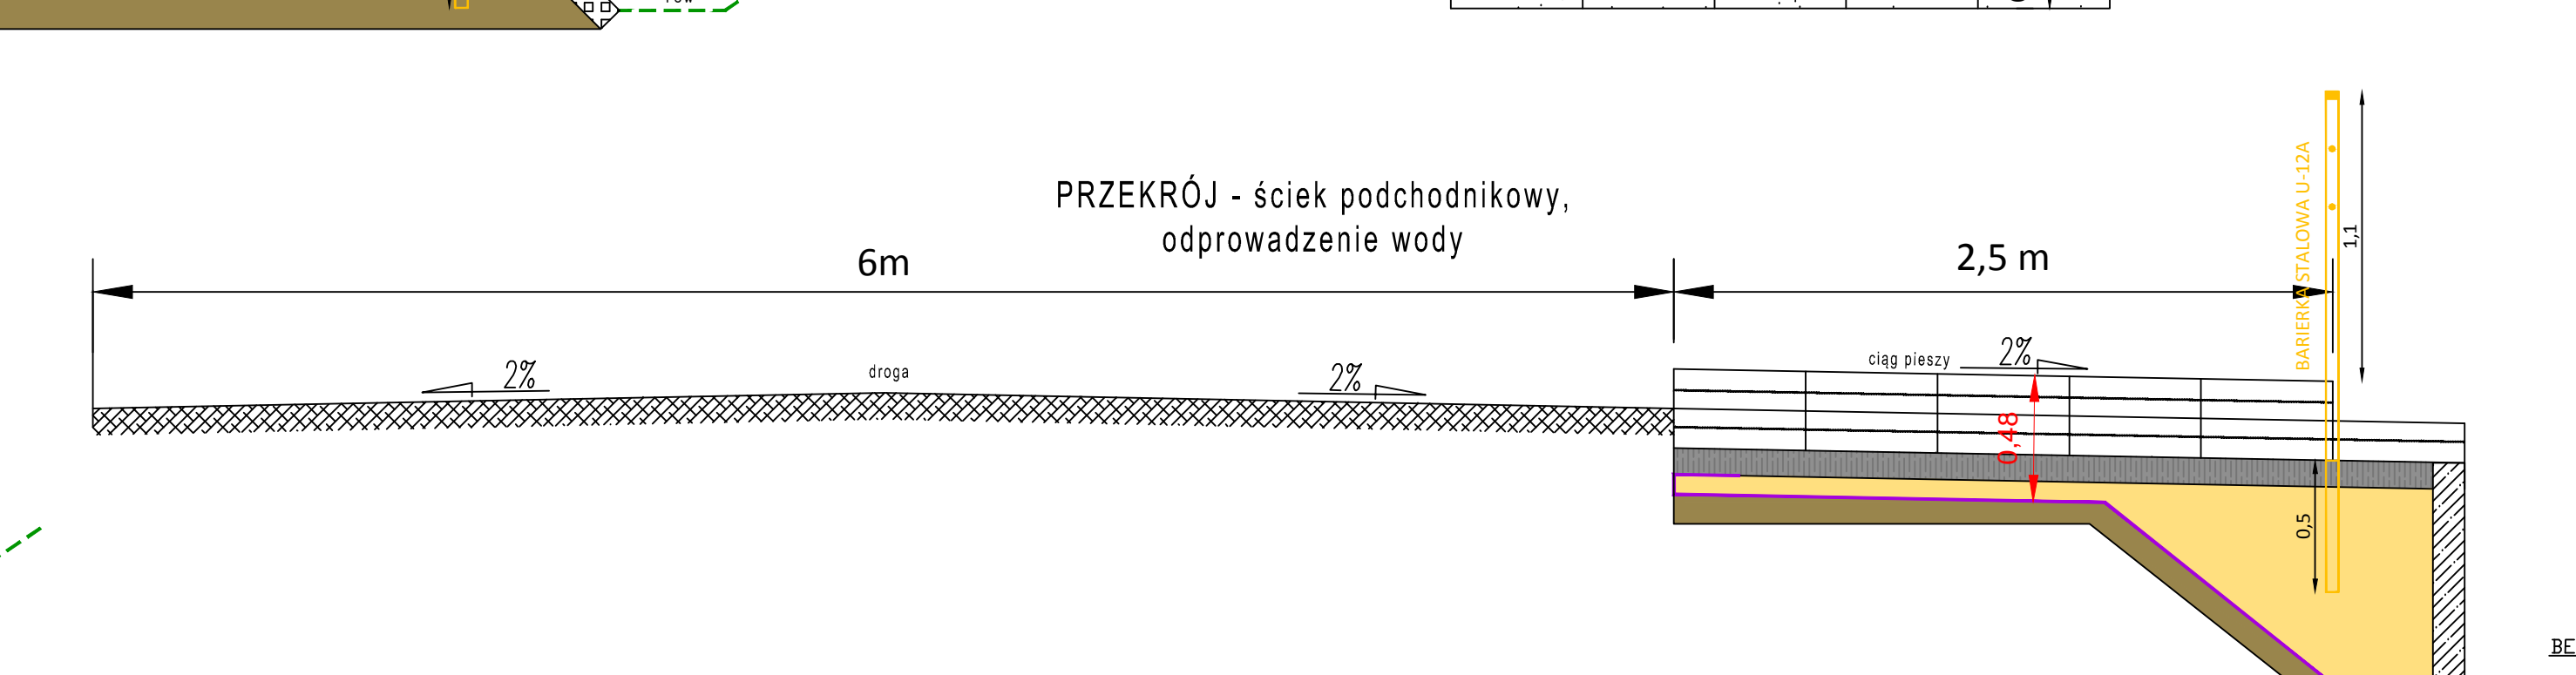 PRZEKRÓJ - ściek podchodnikowy,
odprowadzenie wody
6m
2,5 m
BARIERKA STALOWA U-12A
1,1
2%
droga
2%
ciąg pieszy
2%
0,48
0,5
BE